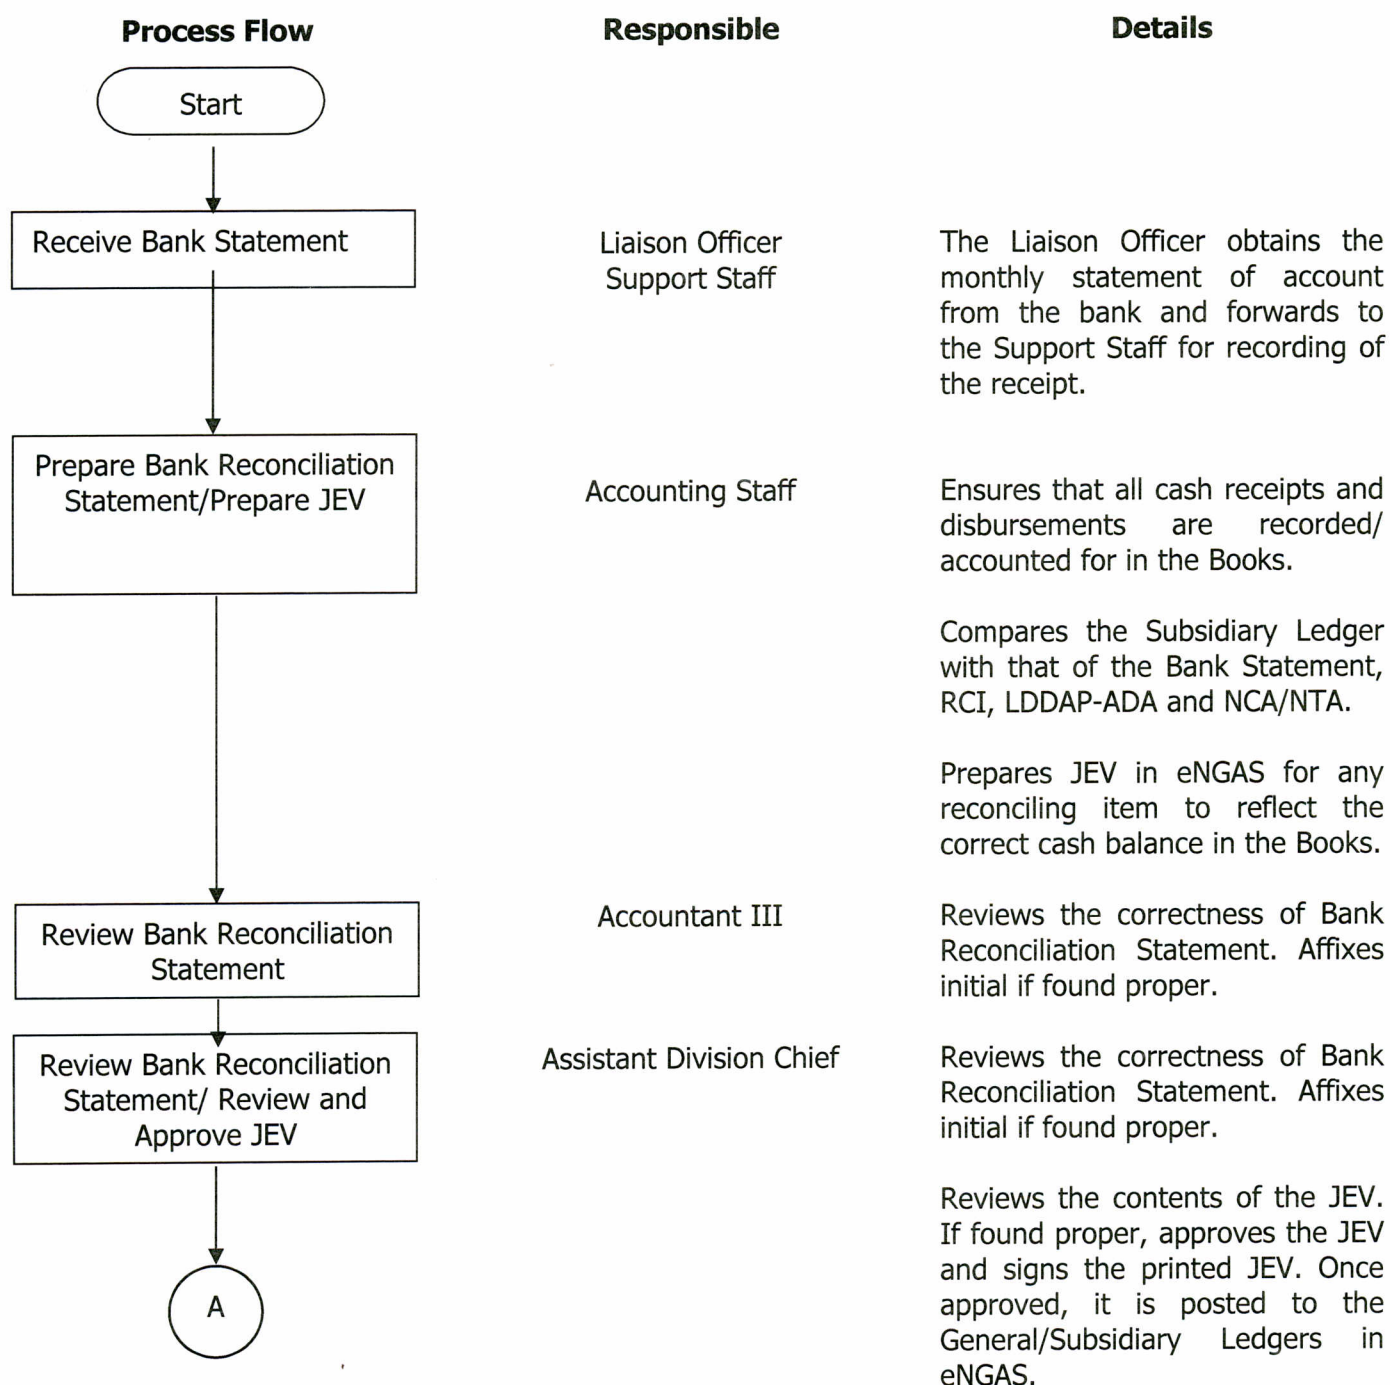 Process Flow
Responsible
Details
Start
Receive Bank Statement
Liaison Officer
Support Staff
The Liaison Officer obtains the
monthly statement of account
from the bank and forwards to
the Support Staff for recording of
the receipt.
Prepare Bank Reconciliation
Statement/Prepare JEV
Accounting Staff
Ensures that all cash receipts and
disbursements are recorded/
accounted for in the Books.
Compares the Subsidiary Ledger
with that of the Bank Statement,
RCI, LDDAP-ADA and NCA/NTA.
Prepares JEV in eNGAS for any
reconciling item to reflect the
correct cash balance in the Books.
Review Bank Reconciliation
Statement
Accountant III
Reviews the correctness of Bank
Reconciliation Statement. Affixes
initial if found proper.
Review Bank Reconciliation
Statement/ Review and
Approve JEV
Assistant Division Chief
Reviews the correctness of Bank
Reconciliation Statement. Affixes
initial if found proper.
Reviews the contents of the JEV.
If found proper, approves the JEV
and signs the printed JEV. Once
approved, it is posted to the
General/Subsidiary Ledgers in
eNGAS.
A